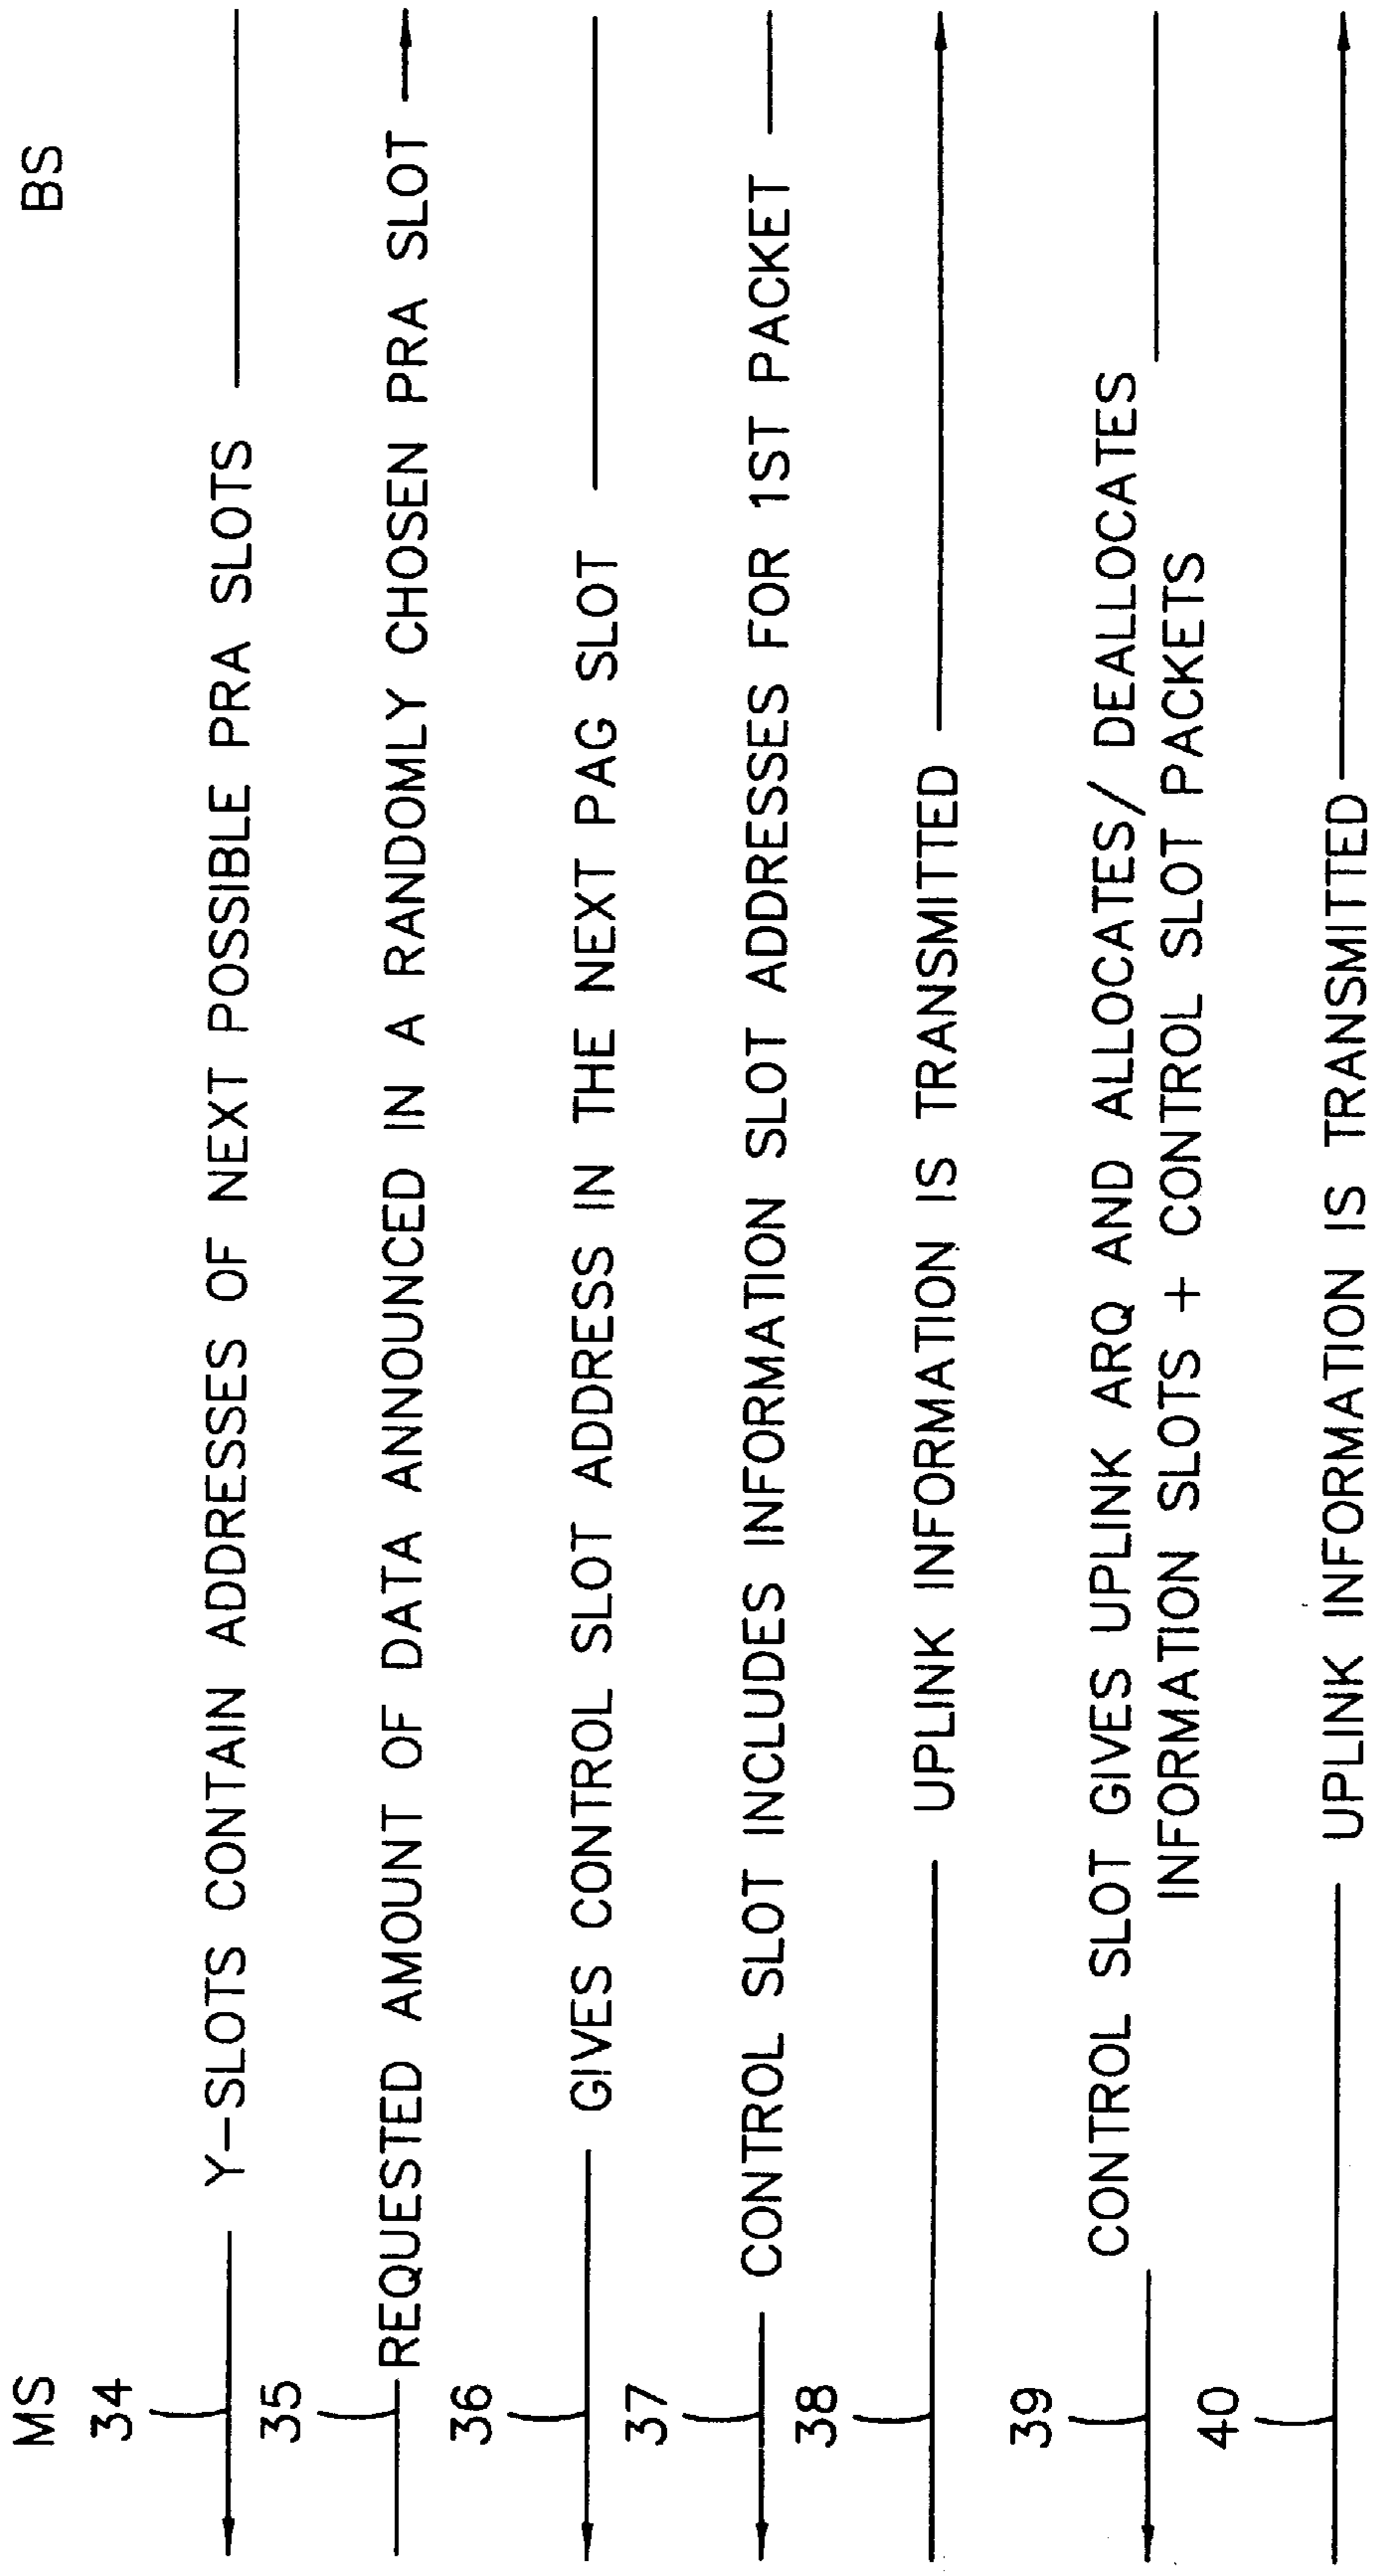 MS BS
34
Y-SLOTS CONTAIN ADDRESSES OF NEXT POSSIBLE PRA SLOTS
35
REQUESTED AMOUNT OF DATA ANNOUNCED IN A RANDOMLY CHOSEN PRA SLOT
36
GIVES CONTROL SLOT ADDRESS IN THE NEXT PAG SLOT
37
CONTROL SLOT INCLUDES INFORMATION SLOT ADDRESSES FOR 1ST PACKET
38
UPLINK INFORMATION IS TRANSMITTED
39
CONTROL SLOT GIVES UPLINK ARQ AND ALLOCATES/ DEALLOCATES
INFORMATION SLOTS + CONTROL SLOT PACKETS
40
UPLINK INFORMATION IS TRANSMITTED